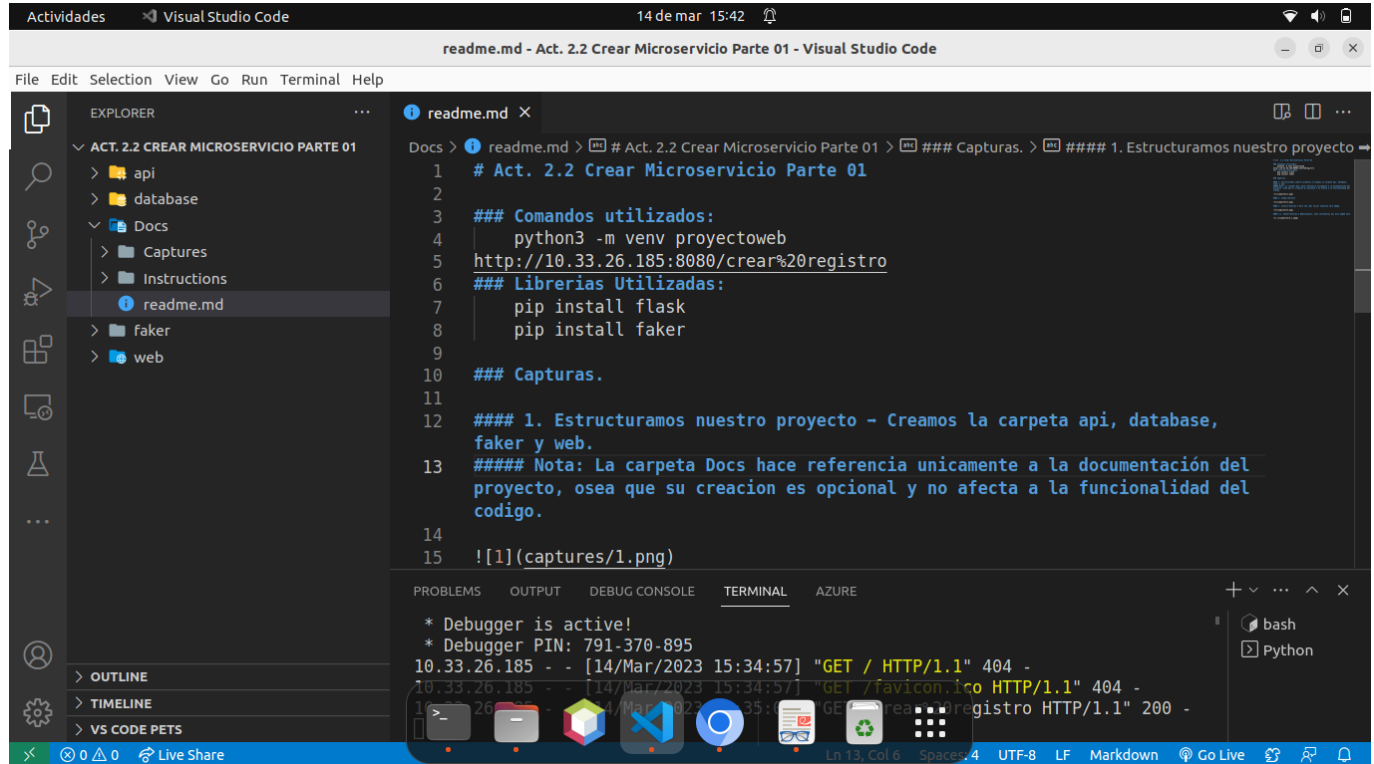 Actividades Visual Studio Code 14 de mar 15:42
readme.md - Act. 2.2 Crear Microservicio Parte 01 - Visual Studio Code
File Edit Selection View Go Run Terminal Help
EXPLORER ...
ACT. 2.2 CREAR MICROSERVICIO PARTE 01
api
database
Docs
Captures
Instructions
readme.md
faker
web
OUTLINE
TIMELINE
VS CODE PETS
readme.md
Docs > readme.md > # Act. 2.2 Crear Microservicio Parte 01 > ### Capturas. > #### 1. Estructuramos nuestro proyecto
1 # Act. 2.2 Crear Microservicio Parte 01
2
3 ### Comandos utilizados:
4 python3 -m venv proyectoweb
5 http://10.33.26.185:8080/crear%20registro
6 ### Librerias Utilizadas:
7 pip install flask
8 pip install faker
9
10 ### Capturas.
11
12 #### 1. Estructuramos nuestro proyecto ➡ Creamos la carpeta api, database,
faker y web.
13 ##### Nota: La carpeta Docs hace referencia unicamente a la documentación del
proyecto, osea que su creacion es opcional y no afecta a la funcionalidad del
codigo.
14
15 ![1](captures/1.png)
PROBLEMS OUTPUT DEBUG CONSOLE TERMINAL AZURE
* Debugger is active!
* Debugger PIN: 791-370-895
10.33.26.185 - - [14/Mar/2023 15:34:57] "GET / HTTP/1.1" 404 -
10.33.26.185 - - [14/Mar/2023 15:34:57] "GET /favicon.ico HTTP/1.1" 404 -
registro HTTP/1.1" 200 -
bash
Python
0 0 Live Share Ln 13, Col 6 Spaces: 4 UTF-8 LF Markdown Go Live